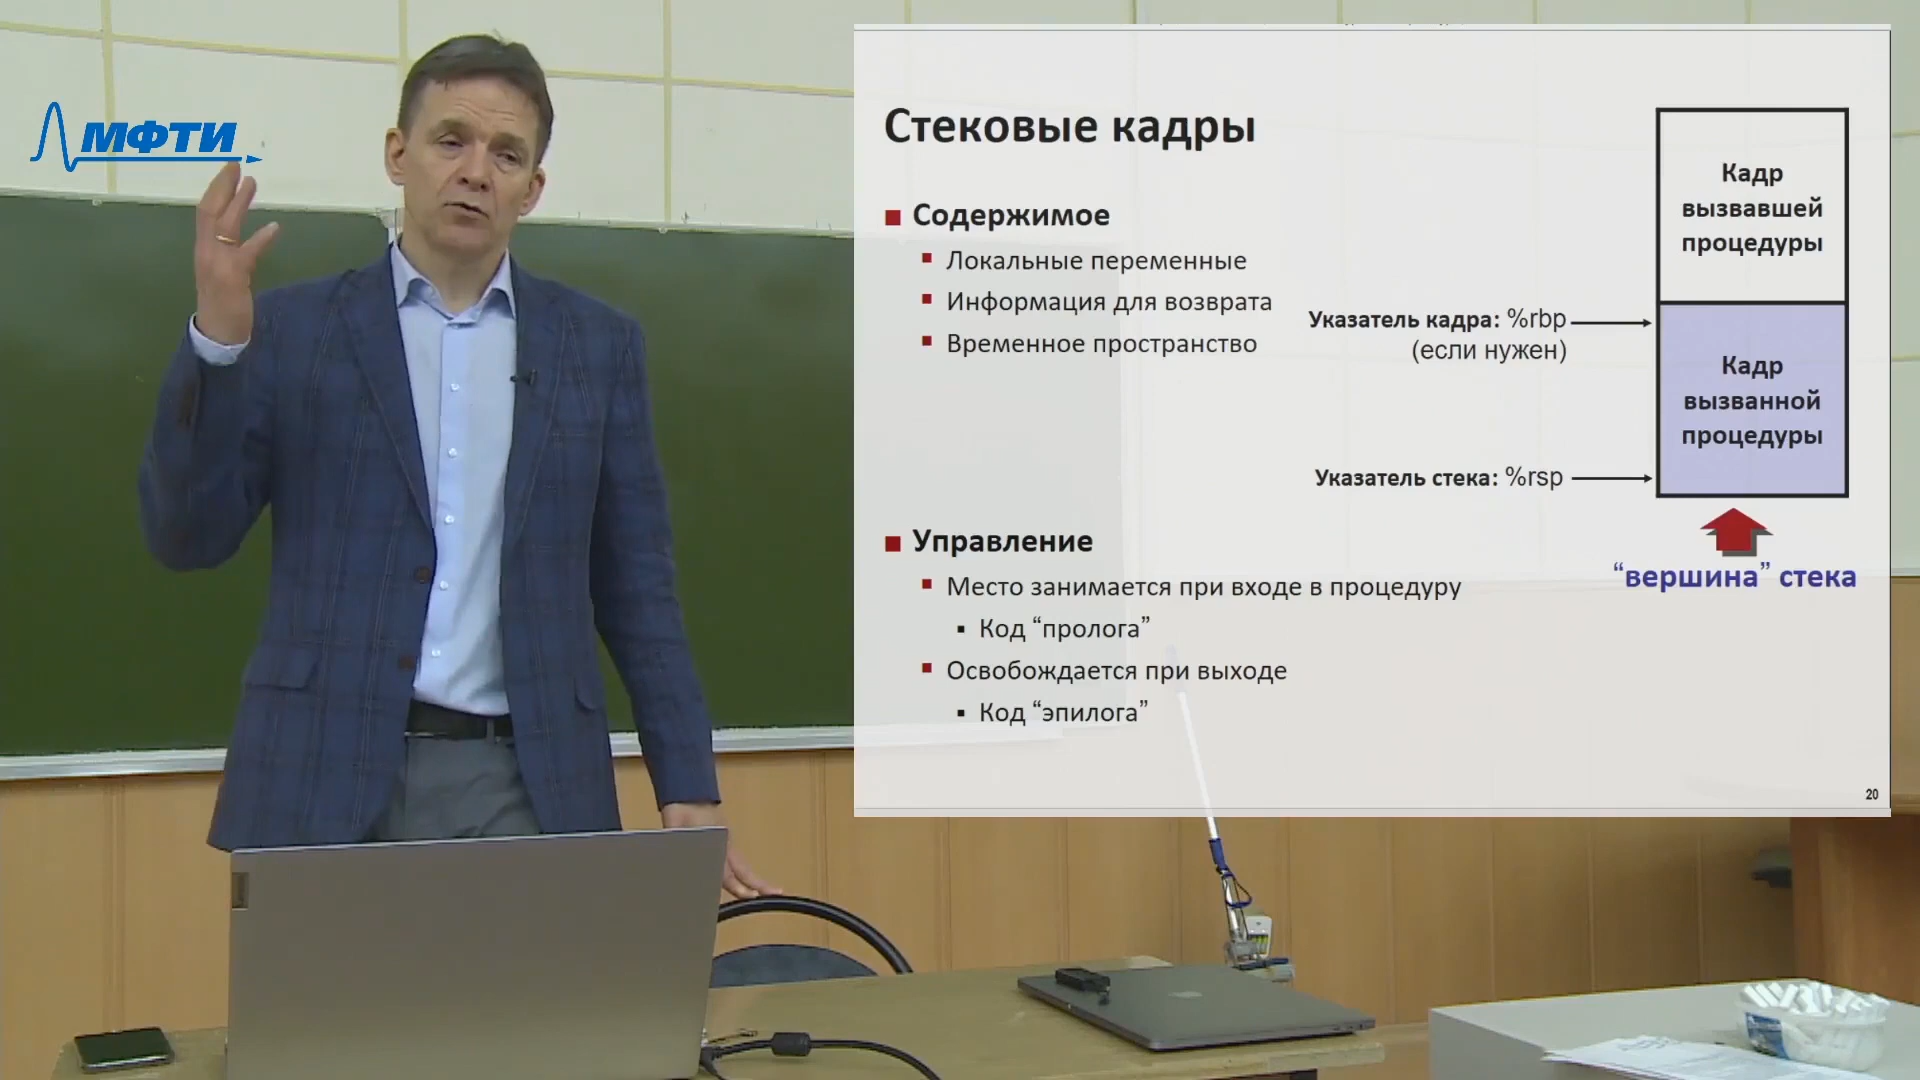 МФТИ
Стековые кадры
Содержимое
Локальные переменные
Информация для возврата
Временное пространство
Управление
Место занимается при входе в процедуру
Код “пролога”
Освобождается при выходе
Код “эпилога”
Кадр
вызвавшей
процедуры
Указатель кадра: %rbp
(если нужен)
Кадр
вызванной
процедуры
Указатель стека: %rsp
“вершина” стека
20